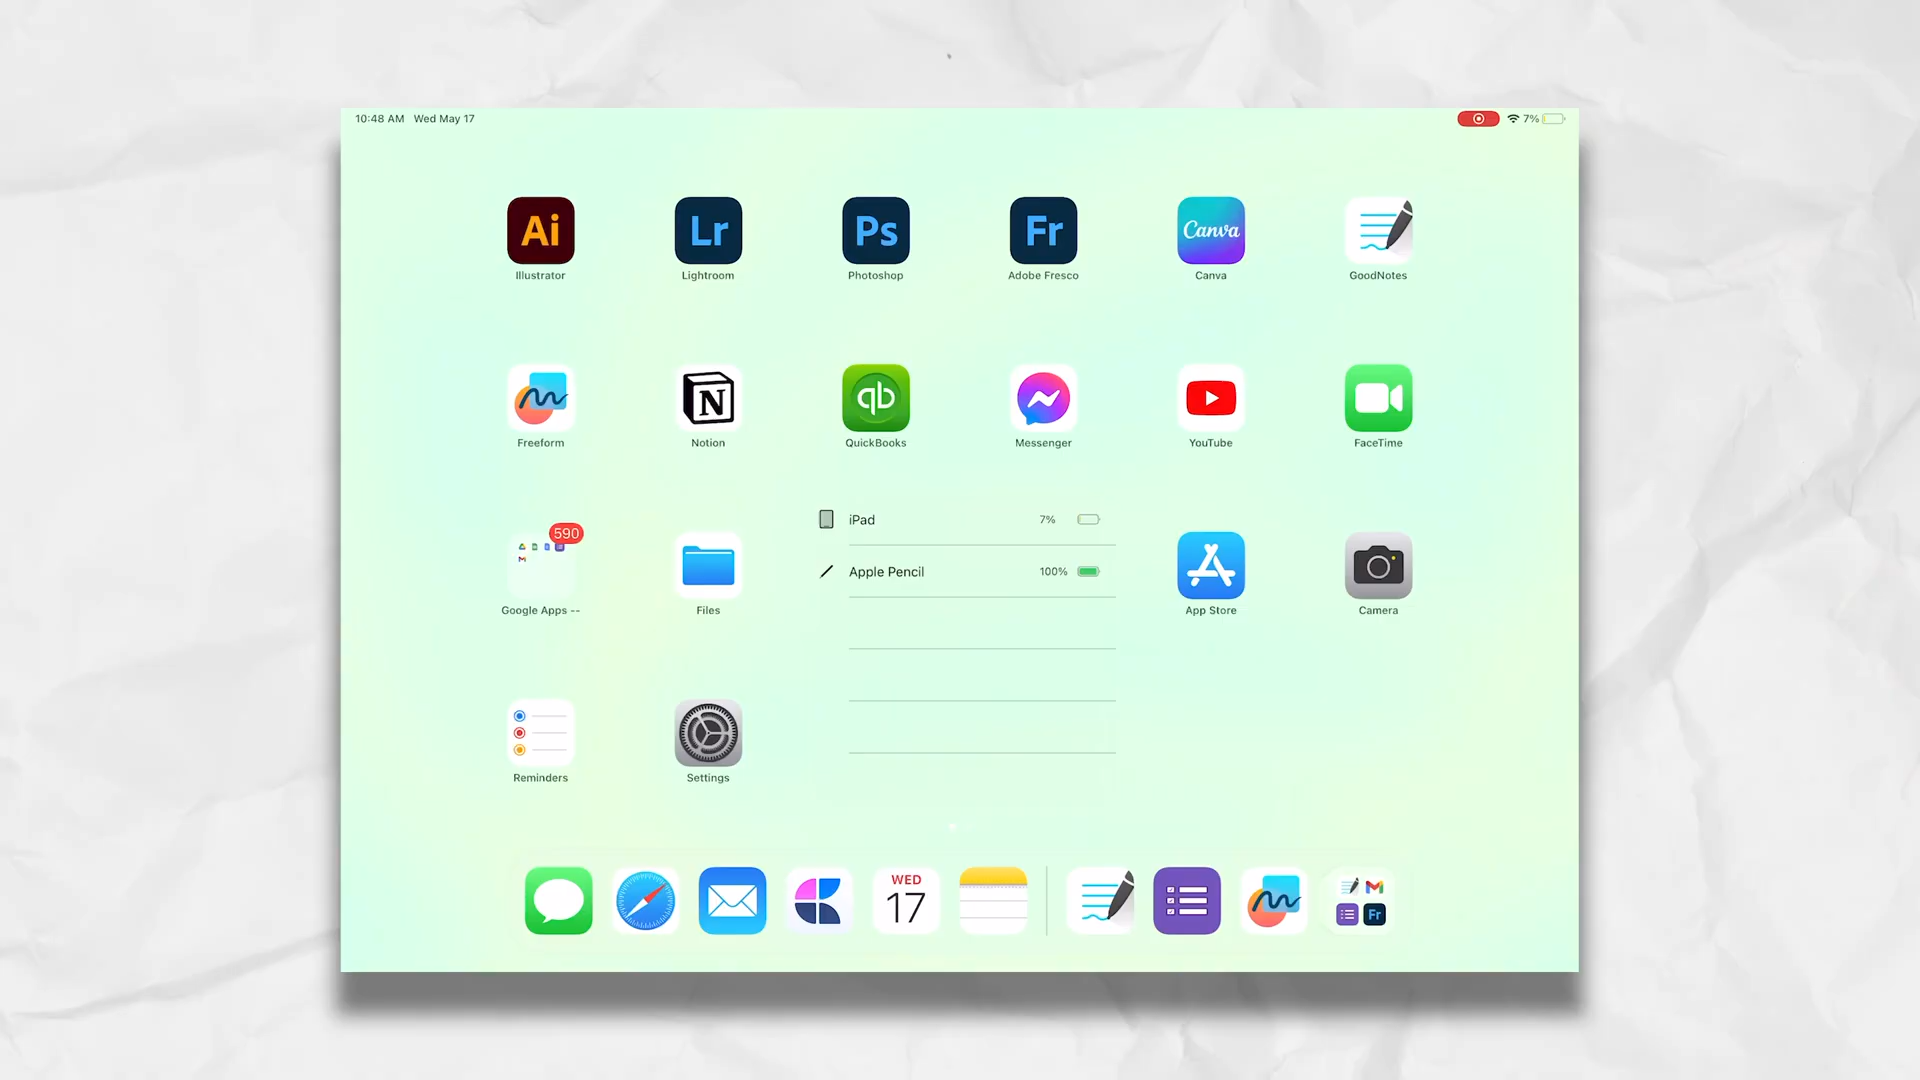 10:48 AM Wed May 17
7%
Ai
Lr
Ps
Fr
Canva
Illustrator
Lightroom
Photoshop
Adobe Fresco
Canva
GoodNotes
N
qb
Freeform
Notion
QuickBooks
Messenger
YouTube
FaceTime
590
iPad 7%
Apple Pencil 100%
Google Apps --
Files
App Store
Camera
Reminders
Settings
WED
17
Fr